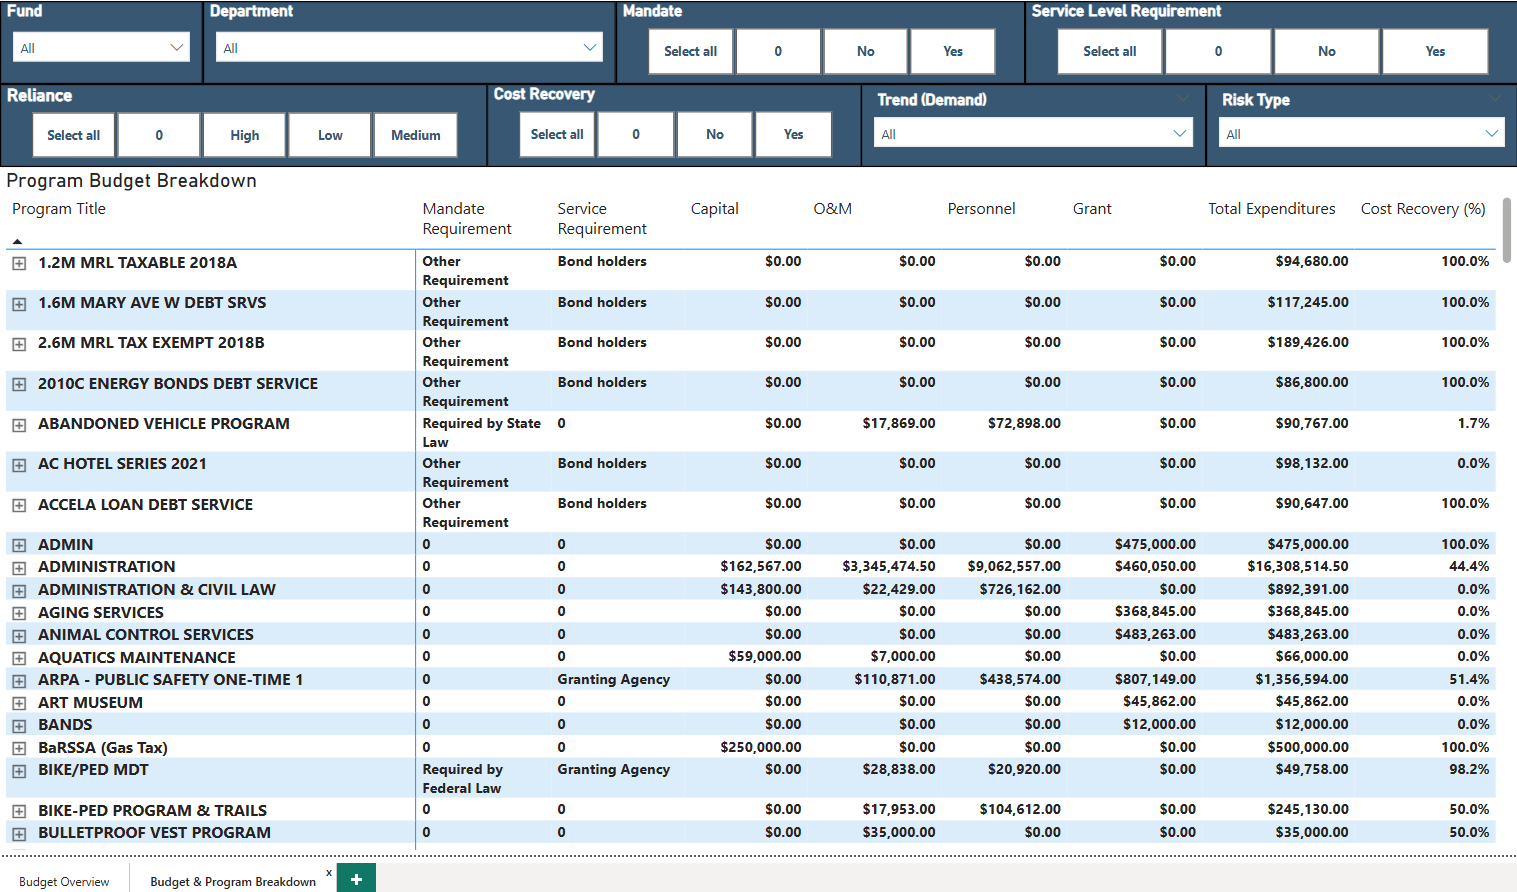 Fund Department Mandate Service Level Requirement
All All Select all 0 No Yes Select all 0 No Yes
Reliance Cost Recovery Trend (Demand) Risk Type
Select all 0 High Low Medium Select all 0 No Yes All All
Program Budget Breakdown
Program Title Mandate Requirement Service Requirement Capital O&M Personnel Grant Total Expenditures Cost Recovery (%)
1.2M MRL TAXABLE 2018A Other Requirement Bond holders $0.00 $0.00 $0.00 $0.00 $94,680.00 100.0%
1.6M MARY AVE W DEBT SRVS Other Requirement Bond holders $0.00 $0.00 $0.00 $0.00 $117,245.00 100.0%
2.6M MRL TAX EXEMPT 2018B Other Requirement Bond holders $0.00 $0.00 $0.00 $0.00 $189,426.00 100.0%
2010C ENERGY BONDS DEBT SERVICE Other Requirement Bond holders $0.00 $0.00 $0.00 $0.00 $86,800.00 100.0%
ABANDONED VEHICLE PROGRAM Required by State Law 0 $0.00 $17,869.00 $72,898.00 $0.00 $90,767.00 1.7%
AC HOTEL SERIES 2021 Other Requirement Bond holders $0.00 $0.00 $0.00 $0.00 $98,132.00 0.0%
ACCELA LOAN DEBT SERVICE Other Requirement Bond holders $0.00 $0.00 $0.00 $0.00 $90,647.00 100.0%
ADMIN 0 0 $0.00 $0.00 $0.00 $475,000.00 $475,000.00 100.0%
ADMINISTRATION 0 0 $162,567.00 $3,345,474.50 $9,062,557.00 $460,050.00 $16,308,514.50 44.4%
ADMINISTRATION & CIVIL LAW 0 0 $143,800.00 $22,429.00 $726,162.00 $0.00 $892,391.00 0.0%
AGING SERVICES 0 0 $0.00 $0.00 $0.00 $368,845.00 $368,845.00 0.0%
ANIMAL CONTROL SERVICES 0 0 $0.00 $0.00 $0.00 $483,263.00 $483,263.00 0.0%
AQUATICS MAINTENANCE 0 0 $59,000.00 $7,000.00 $0.00 $0.00 $66,000.00 0.0%
ARPA - PUBLIC SAFETY ONE-TIME 1 0 Granting Agency $0.00 $110,871.00 $438,574.00 $807,149.00 $1,356,594.00 51.4%
ART MUSEUM 0 0 $0.00 $0.00 $0.00 $45,862.00 $45,862.00 0.0%
BANDS 0 0 $0.00 $0.00 $0.00 $12,000.00 $12,000.00 0.0%
BaRSSA (Gas Tax) 0 0 $250,000.00 $0.00 $0.00 $0.00 $500,000.00 100.0%
BIKE/PED MDT Required by Federal Law Granting Agency $0.00 $28,838.00 $20,920.00 $0.00 $49,758.00 98.2%
BIKE-PED PROGRAM & TRAILS 0 0 $0.00 $17,953.00 $104,612.00 $0.00 $245,130.00 50.0%
BULLETPROOF VEST PROGRAM 0 0 $0.00 $35,000.00 $0.00 $0.00 $35,000.00 50.0%
Budget Overview Budget & Program Breakdown x +